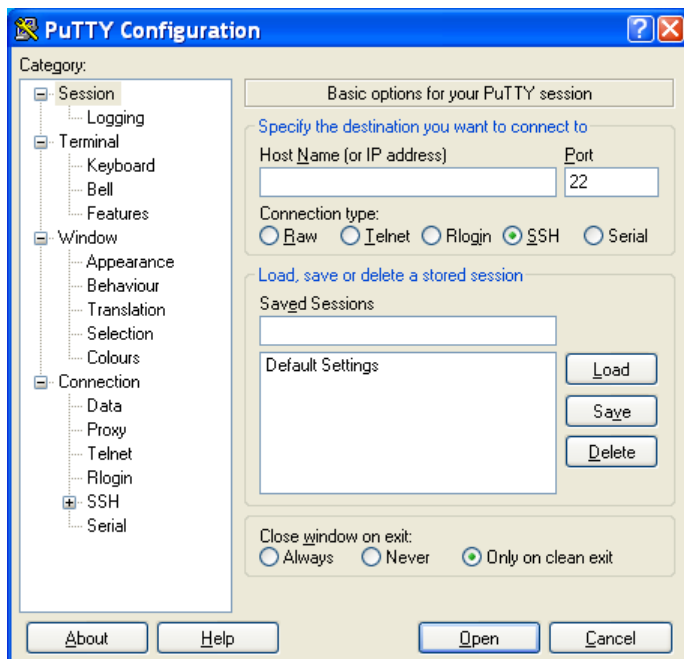 PuTTY Configuration
Category:
Session
Logging
Terminal
Keyboard
Bell
Features
Window
Appearance
Behaviour
Translation
Selection
Colours
Connection
Data
Proxy
Telnet
Rlogin
SSH
Serial
Basic options for your PuTTY session
Specify the destination you want to connect to
Host Name (or IP address) Port
22
Connection type:
Raw Telnet Rlogin SSH Serial
Load, save or delete a stored session
Saved Sessions
Default Settings
Load
Save
Delete
Close window on exit:
Always Never Only on clean exit
About Help Open Cancel